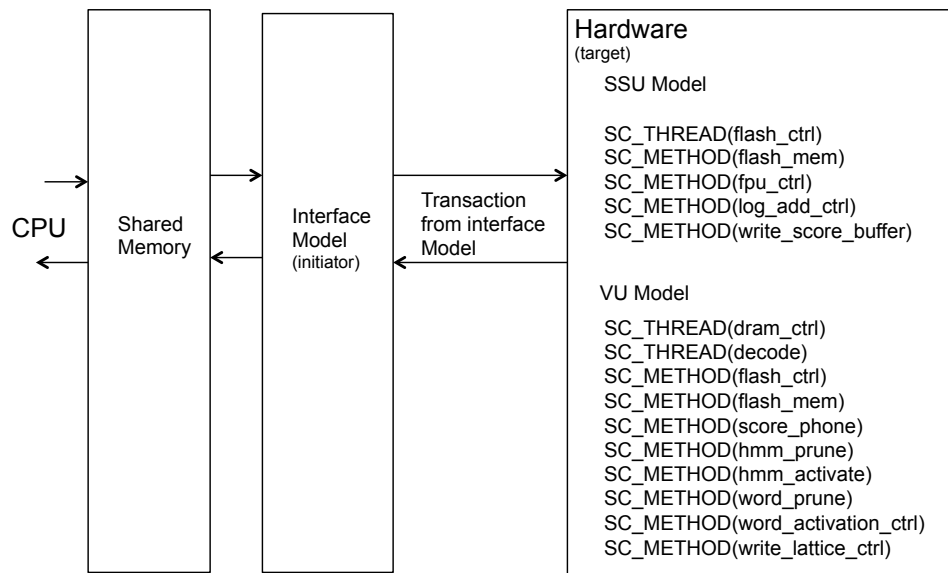 CPU
Shared
Memory
Interface
Model
(initiator)
Transaction
from interface
Model
Hardware
(target)
SSU Model
SC_THREAD(flash_ctrl)
SC_METHOD(flash_mem)
SC_METHOD(fpu_ctrl)
SC_METHOD(log_add_ctrl)
SC_METHOD(write_score_buffer)
VU Model
SC_THREAD(dram_ctrl)
SC_THREAD(decode)
SC_METHOD(flash_ctrl)
SC_METHOD(flash_mem)
SC_METHOD(score_phone)
SC_METHOD(hmm_prune)
SC_METHOD(hmm_activate)
SC_METHOD(word_prune)
SC_METHOD(word_activation_ctrl)
SC_METHOD(write_lattice_ctrl)